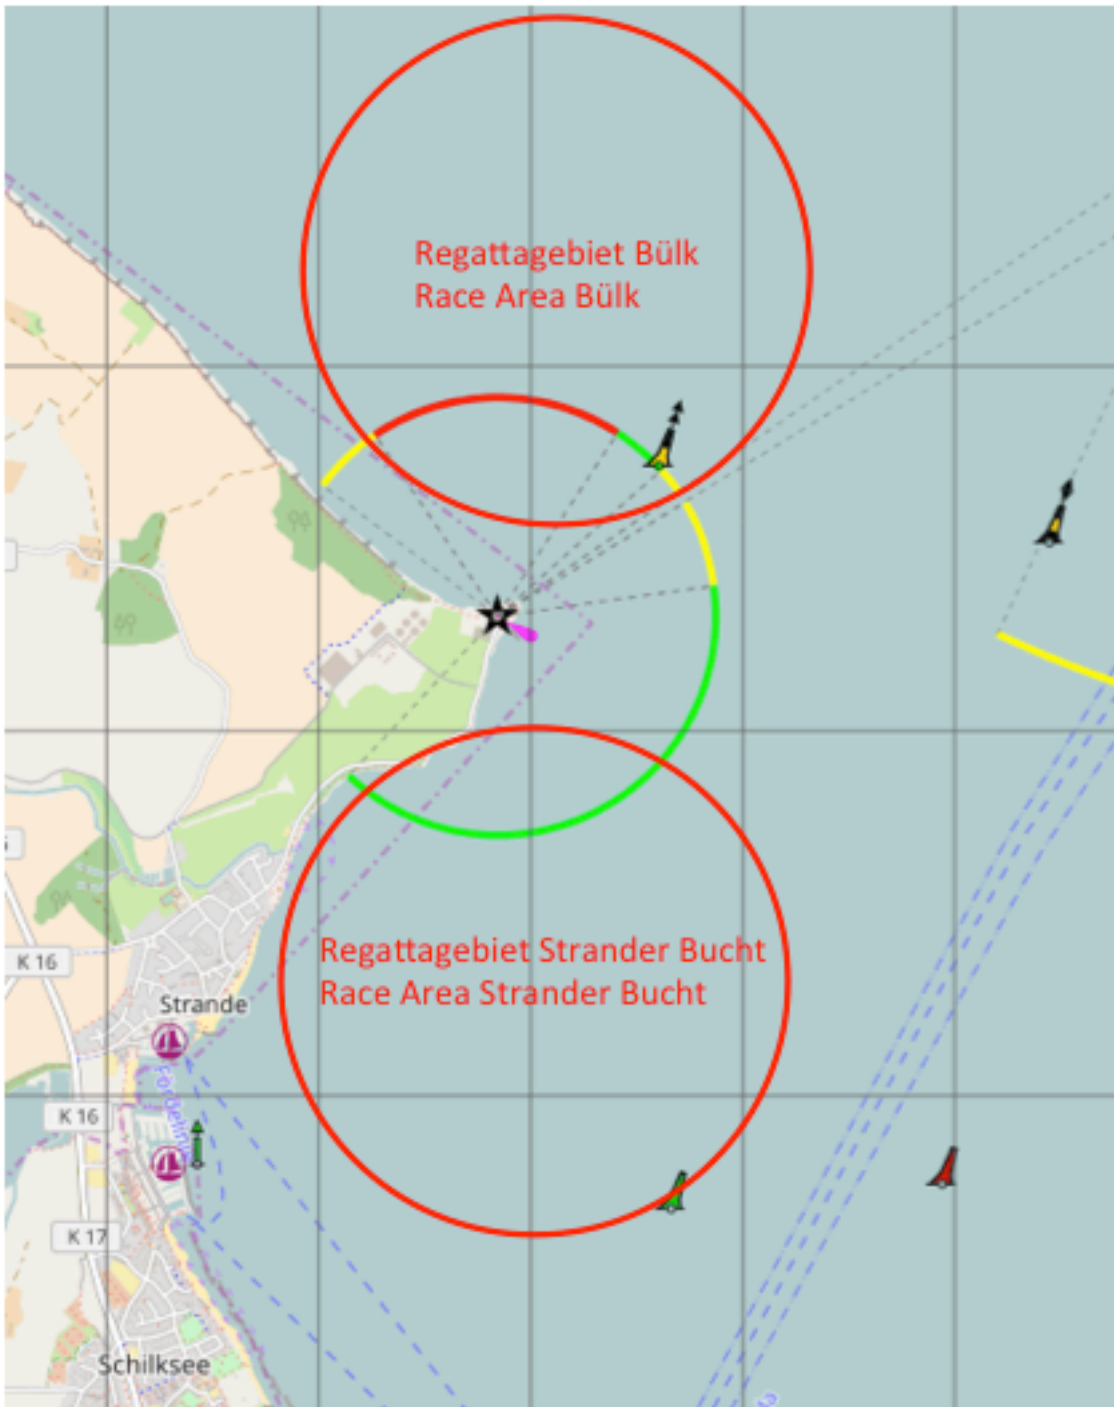 Regattagebiet Bülk
Race Area Bülk
Regattagebiet Strander Bucht
Race Area Strander Bucht
K 16
Strande
K 16
K 17
Schilksee